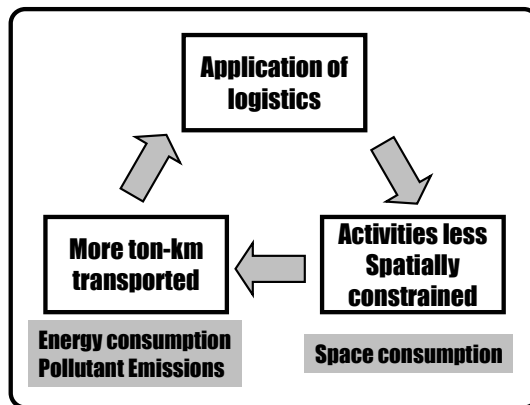 Application of
logistics
More ton-km
transported
Activities less
Spatially
constrained
Energy consumption
Pollutant Emissions
Space consumption